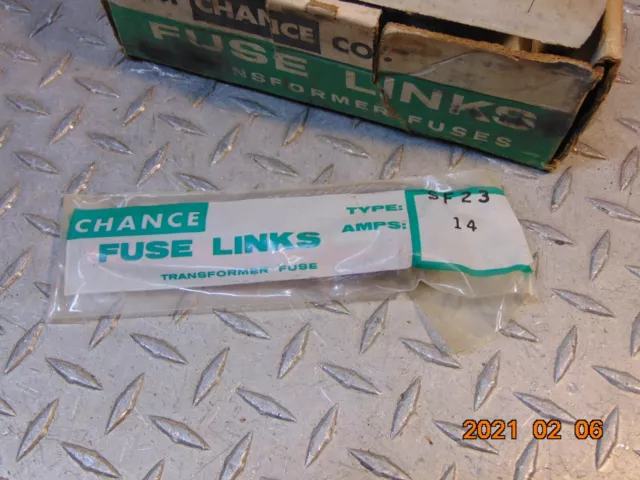 CHANCE CO.
FUSE LINKS
NSFORMER FUSES
CHANCE
FUSE LINKS
TRANSFORMER FUSE
TYPE: SF23
AMPS: 14
2021 02 06